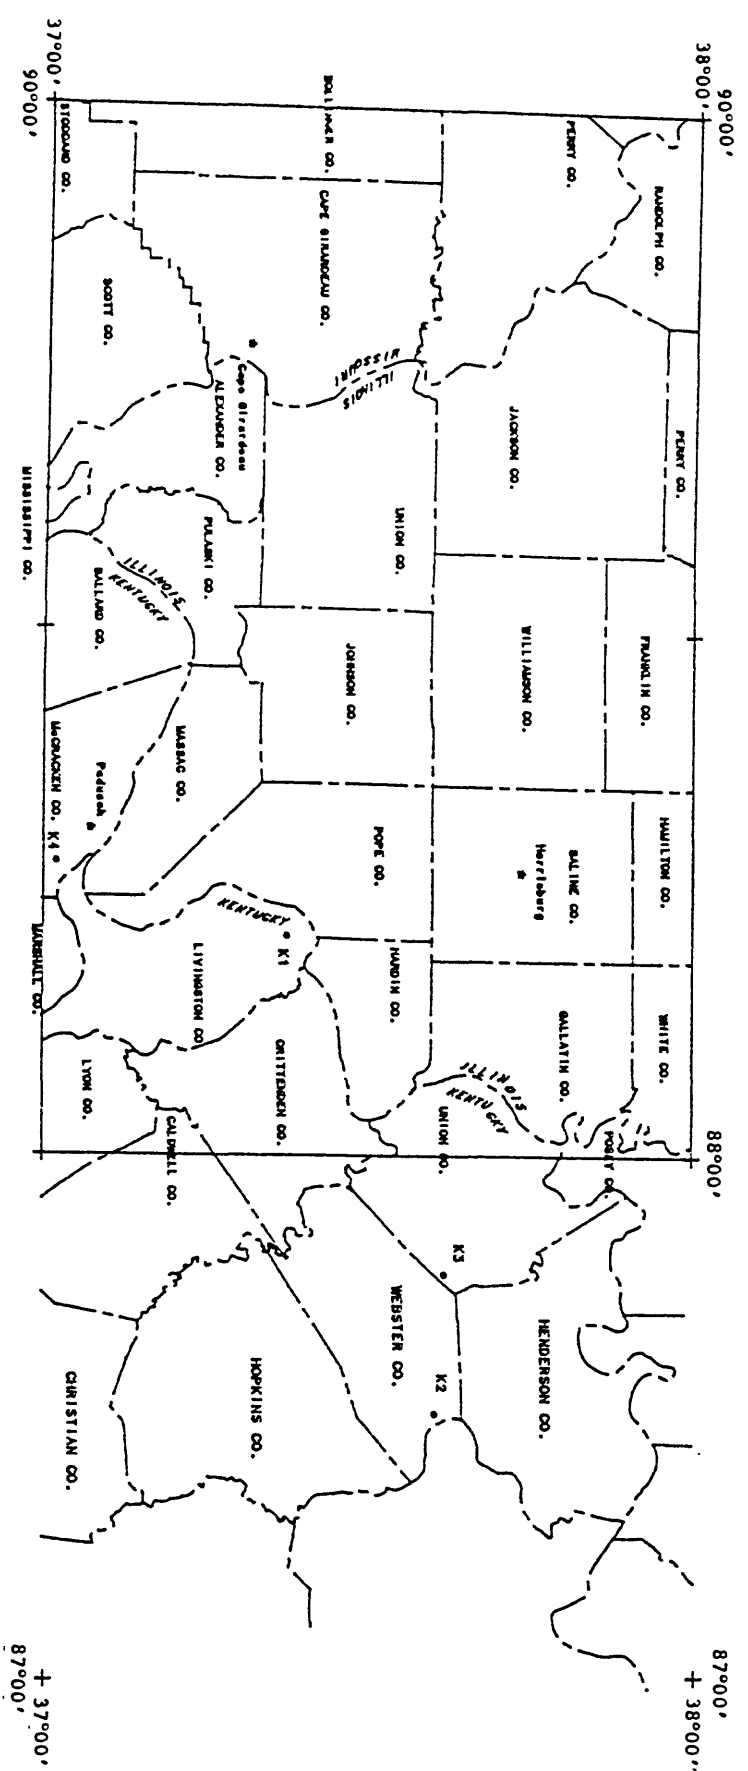 90°00'
38°00'
88°00'
87°00'
+ 38°00'
PERRY CO.
RANDOLPH CO.
PERRY CO.
JACKSON CO.
FRANKLIN CO.
WILLIAMSON CO.
HAMILTON CO.
SALINE CO.
Harrisburg
WHITE CO.
GALLATIN CO.
POSEY CO.
ILLINOIS
KENTUCKY
UNION CO.
HENDERSON CO.
K3
K2
WEBSTER CO.
BOLLINGER CO.
CAPE GIRARDEAU CO.
MISSOURI
ILLINOIS
UNION CO.
JOHNSON CO.
POPE CO.
HARDIN CO.
KENTUCKY
K1
CRITTENDEN CO.
LIVINGSTON CO
CALDWELL CO.
HOPKINS CO.
STODDARD CO.
SCOTT CO.
Cape Girardeau
ALEXANDER CO.
PULASKI CO.
ILLINOIS
KENTUCKY
BALLARD CO.
MASSAC CO.
Paducah
McCRACKEN CO.
K4
LYON CO.
CHRISTIAN CO.
MISSISSIPPI CO.
MARSHALL CO.
37°00'
90°00'
+ 37°00'
87°00'